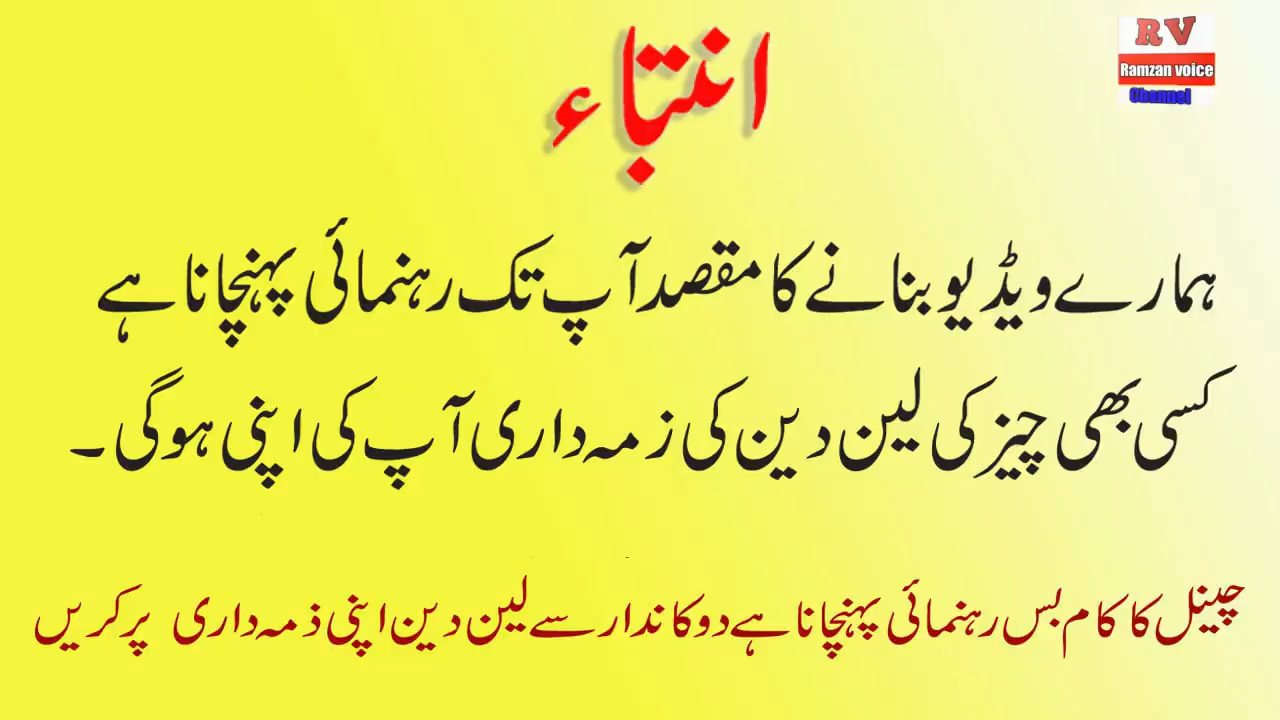 انتباء
RV
Ramzan voice
Channel
ہمارے ویڈیو بنانے کا مقصد آپ تک رہنمائی پہنچانا ہے
کسی بھی چیز کی لین دین کی زمہ داری آپ کی اپنی ہوگی۔
چینل کا کام بس رہنمائی پہنچانا ہے دوکاندار سے لین دین اپنی ذمہ داری پر کریں